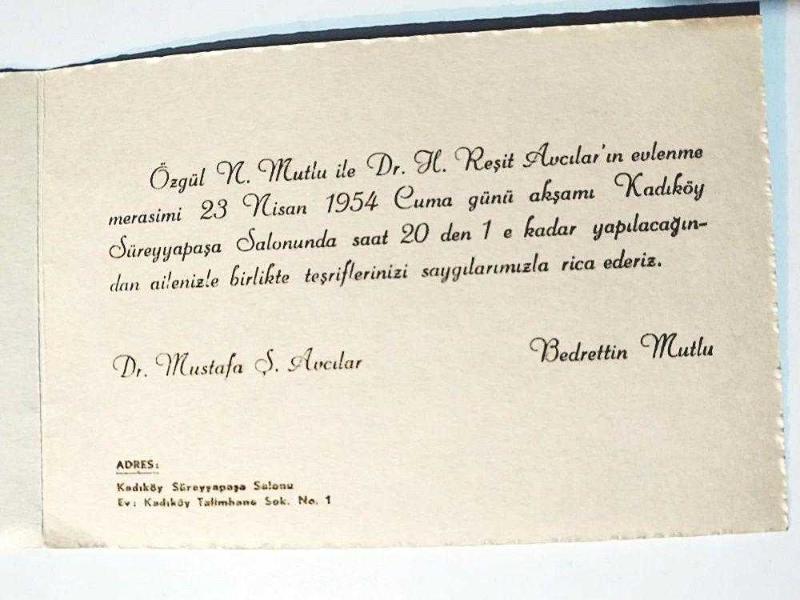 Özgül N. Mutlu ile Dr. H. Reşit Avcılar'ın evlenme
merasimi 23 Nisan 1954 Cuma günü akşamı Kadıköy
Süreyyapaşa Salonunda saat 20 den 1 e kadar yapılacağın-
dan ailenizle birlikte teşriflerinizi saygılarımızla rica ederiz.
Dr. Mustafa Ş. Avcılar
Bedrettin Mutlu
ADRES:
Kadıköy Süreyyapaşa Salonu
Ev: Kadıköy Talimhane Sok. No. 1